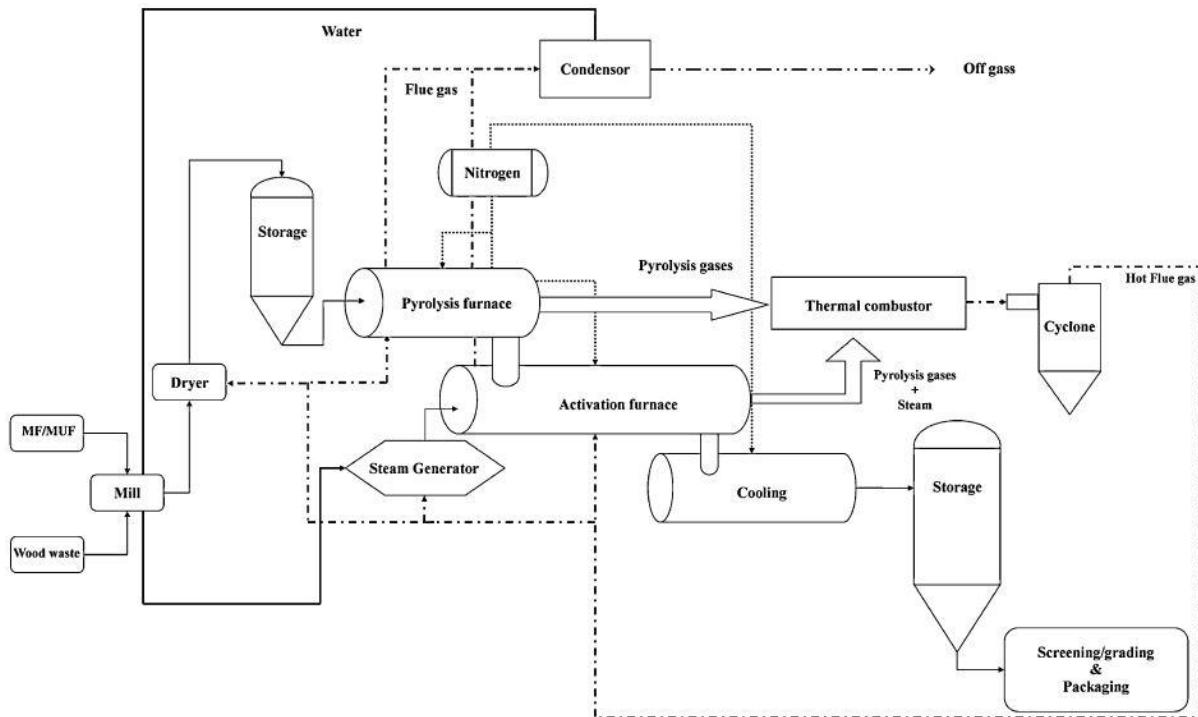 Water
Condensor
Off gass
Flue gas
Nitrogen
Storage
Pyrolysis gases
Hot Flue gas
Pyrolysis furnace
Thermal combustor
Cyclone
Dryer
Pyrolysis gases
+
Steam
Activation furnace
MF/MUF
Steam Generator
Mill
Cooling
Storage
Wood waste
Screening/grading
&
Packaging